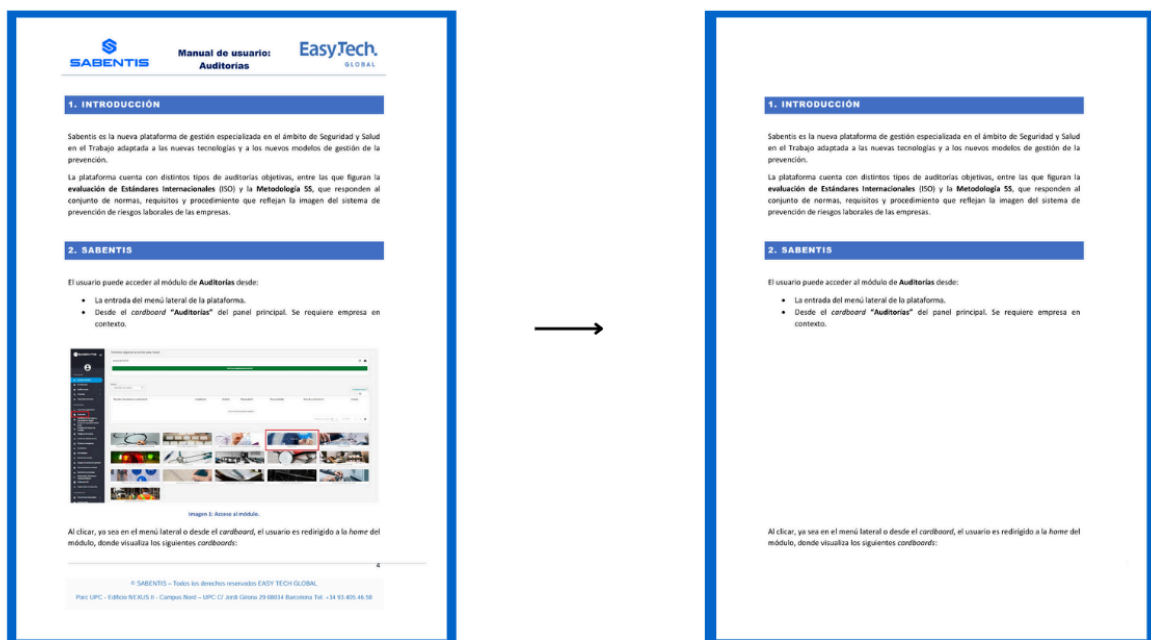 SABENTIS
Manual de usuario:
Auditorías
EasyTech.
GLOBAL
1. INTRODUCCIÓN
Sabentis es la nueva plataforma de gestión especializada en el ámbito de Seguridad y Salud
en el Trabajo adaptada a las nuevas tecnologías y a los nuevos modelos de gestión de la
prevención.
La plataforma cuenta con distintos tipos de auditorías objetivas, entre las que figuran la
evaluación de Estándares Internacionales (ISO) y la Metodología 5S, que responden al
conjunto de normas, requisitos y procedimiento que reflejan la imagen del sistema de
prevención de riesgos laborales de las empresas.
2. SABENTIS
El usuario puede acceder al módulo de Auditorías desde:
• La entrada del menú lateral de la plataforma.
• Desde el cardboard “Auditorías” del panel principal. Se requiere empresa en
contexto.
SABENTIS
Imagen 1: Acceso al módulo.
Al clicar, ya sea en el menú lateral o desde el cardboard, el usuario es redirigido a la home del
módulo, donde visualiza los siguientes cardboards:
4
© SABENTIS – Todos los derechos reservados EASY TECH GLOBAL
Parc UPC - Edificio NEXUS II - Campus Nord – UPC C/ Jordi Girona 29 08034 Barcelona Tel. +34 93.405.46.58
1. INTRODUCCIÓN
Sabentis es la nueva plataforma de gestión especializada en el ámbito de Seguridad y Salud
en el Trabajo adaptada a las nuevas tecnologías y a los nuevos modelos de gestión de la
prevención.
La plataforma cuenta con distintos tipos de auditorías objetivas, entre las que figuran la
evaluación de Estándares Internacionales (ISO) y la Metodología 5S, que responden al
conjunto de normas, requisitos y procedimiento que reflejan la imagen del sistema de
prevención de riesgos laborales de las empresas.
2. SABENTIS
El usuario puede acceder al módulo de Auditorías desde:
• La entrada del menú lateral de la plataforma.
• Desde el cardboard “Auditorías” del panel principal. Se requiere empresa en
contexto.
Al clicar, ya sea en el menú lateral o desde el cardboard, el usuario es redirigido a la home del
módulo, donde visualiza los siguientes cardboards: